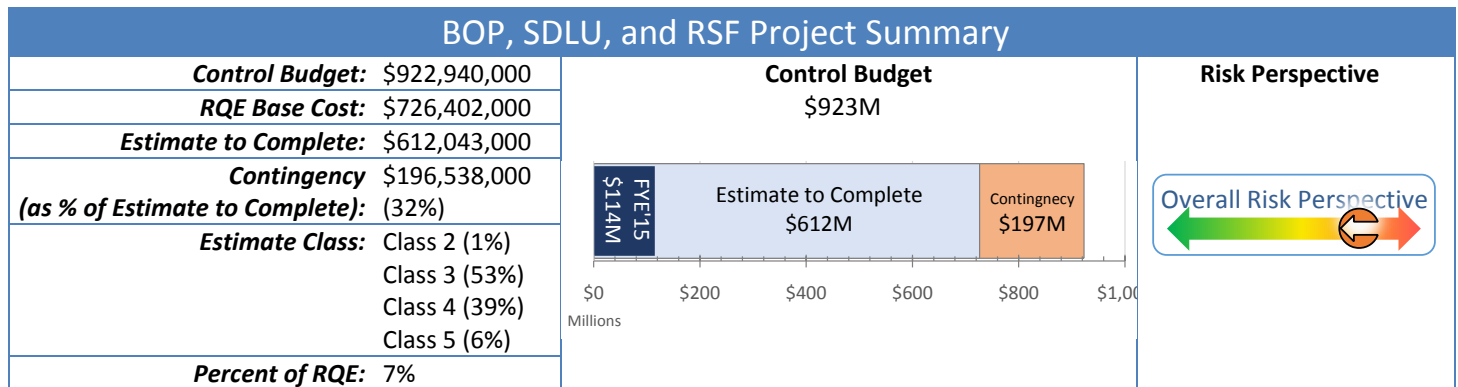 BOP, SDLU, and RSF Project Summary
Control Budget: $922,940,000
RQE Base Cost: $726,402,000
Estimate to Complete: $612,043,000
Contingency $196,538,000
(as % of Estimate to Complete): (32%)
Estimate Class: Class 2 (1%)
Class 3 (53%)
Class 4 (39%)
Class 5 (6%)
Percent of RQE: 7%
Control Budget
$923M
FYE'15
$114M
Estimate to Complete
$612M
Contingnecy
$197M
$0 $200 $400 $600 $800 $1,00
Millions
Risk Perspective
Overall Risk Perspective